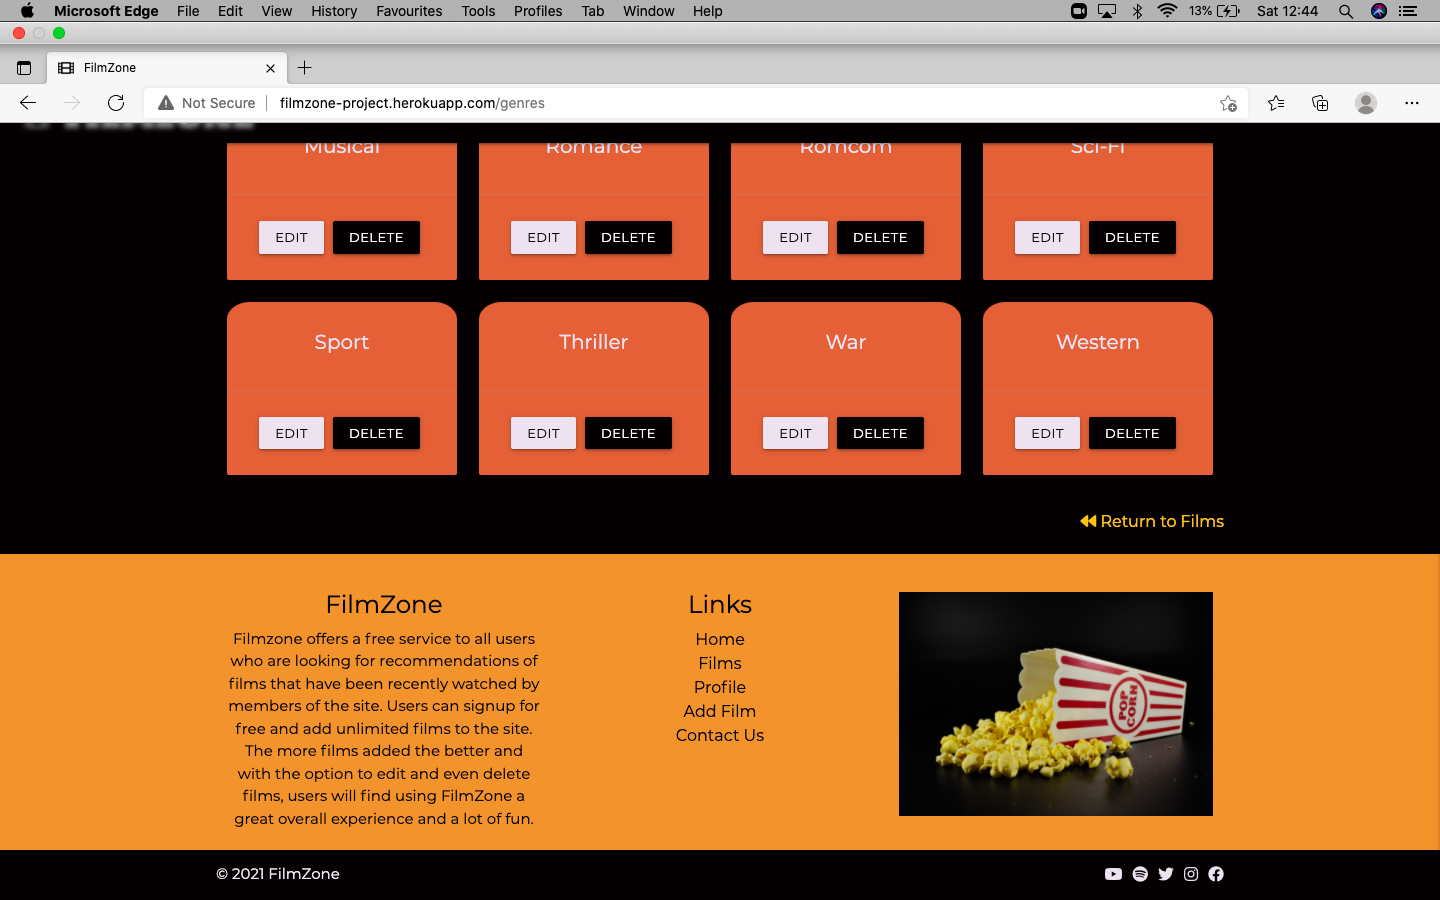 Microsoft Edge File Edit View History Favourites Tools Profiles Tab Window Help 13% Sat 12:44
FilmZone
Not Secure filmzone-project.herokuapp.com/genres
Musical Romance Romcom Sci-Fi
EDIT DELETE EDIT DELETE EDIT DELETE EDIT DELETE
Sport Thriller War Western
EDIT DELETE EDIT DELETE EDIT DELETE EDIT DELETE
Return to Films
FilmZone
Filmzone offers a free service to all users
who are looking for recommendations of
films that have been recently watched by
members of the site. Users can signup for
free and add unlimited films to the site.
The more films added the better and
with the option to edit and even delete
films, users will find using FilmZone a
great overall experience and a lot of fun.
Links
Home
Films
Profile
Add Film
Contact Us
POP
CORN
© 2021 FilmZone